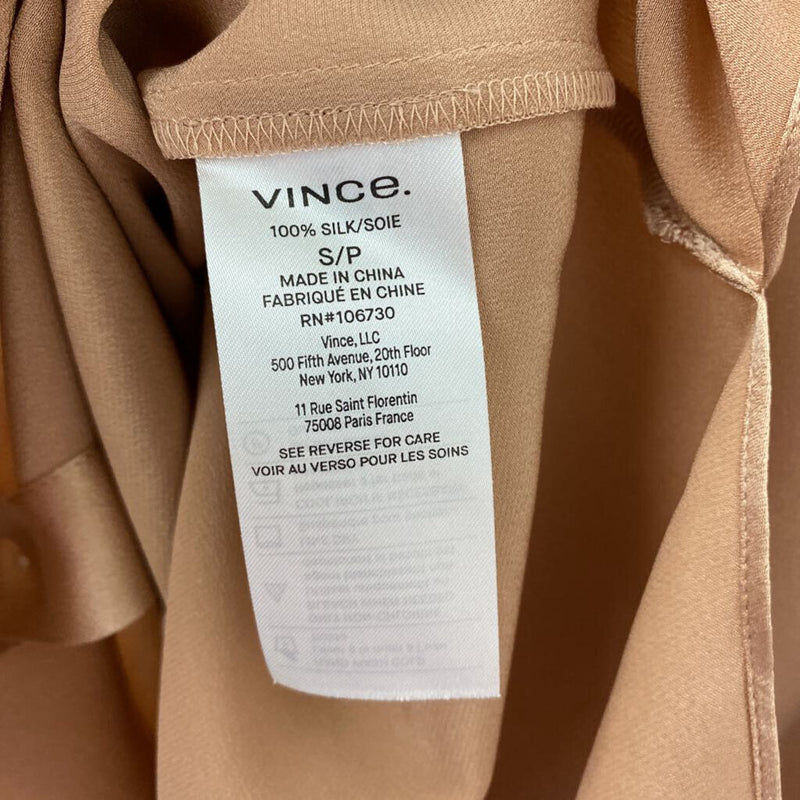 VINCE.
100% SILK/SOIE
S/P
MADE IN CHINA
FABRIQUÉ EN CHINE
RN#106730
Vince, LLC
500 Fifth Avenue, 20th Floor
New York, NY 10110
11 Rue Saint Florentin
75008 Paris France
SEE REVERSE FOR CARE
VOIR AU VERSO POUR LES SOINS